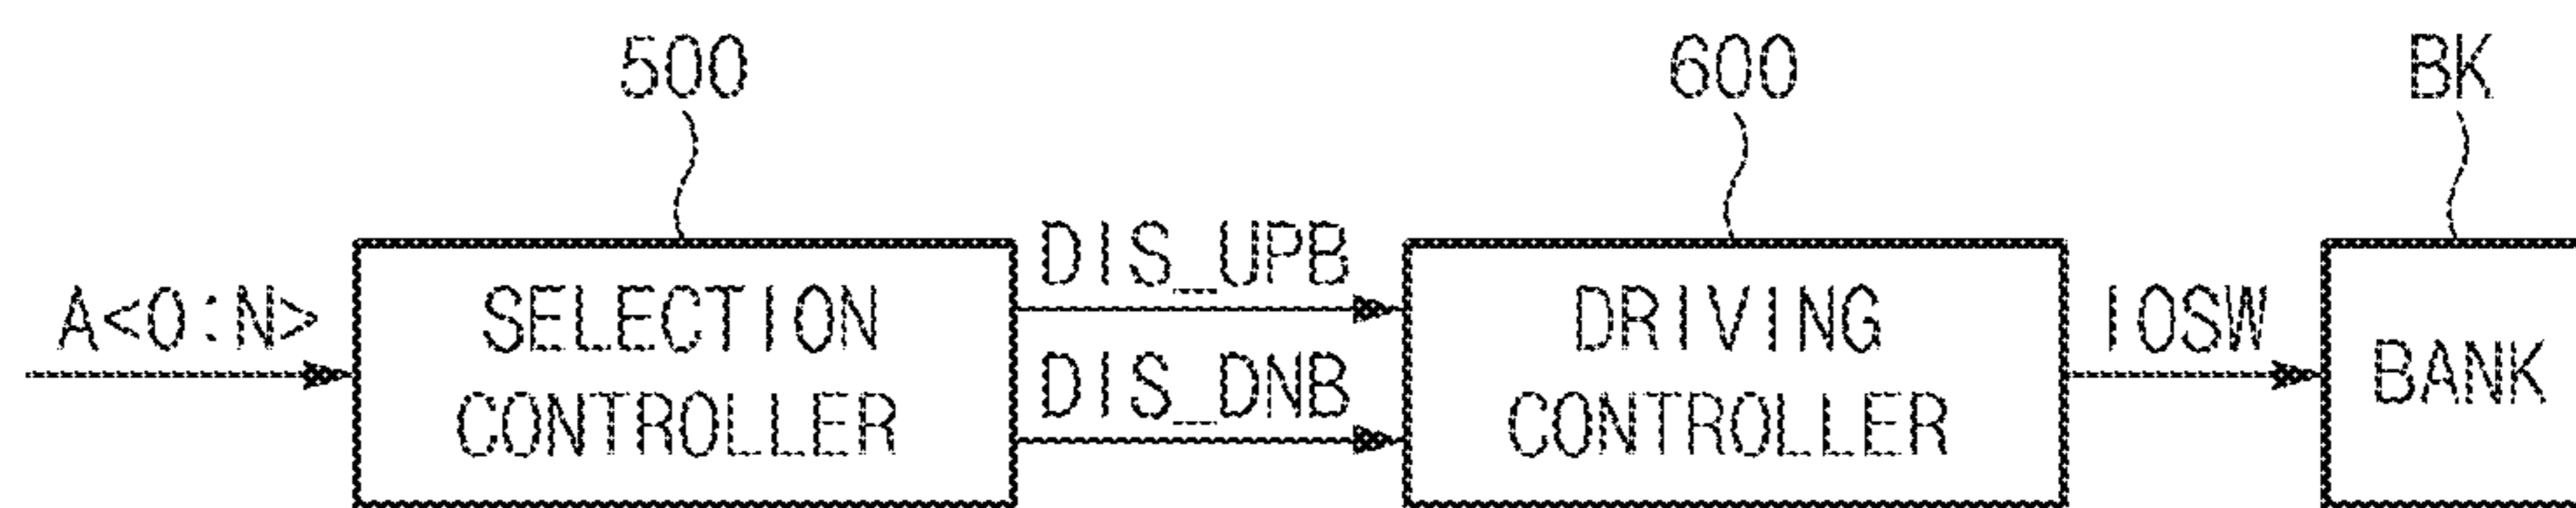 500
600
BK
A<0:N>
SELECTION
CONTROLLER
DIS_UPB
DIS_DNB
DRIVING
CONTROLLER
IOSW
BANK